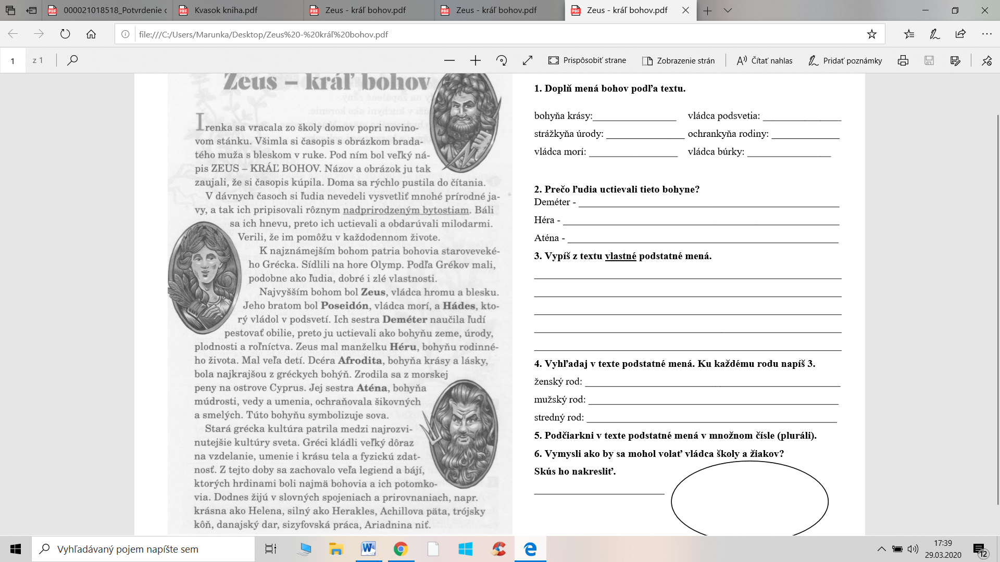 000021018518_Potvrdenie o
Kvasok kniha.pdf
Zeus - kráľ bohov.pdf
Zeus - kráľ bohov.pdf
Zeus - kráľ bohov.pdf
file:///C:/Users/Marunka/Desktop/Zeus%20-%20kráľ%20bohov.pdf
1 z 1
Prispôsobiť strane
Zobrazenie strán
Čítať nahlas
Pridať poznámky
Zeus – kráľ bohov
Irenka sa vracala zo školy domov popri novino-
vom stánku. Všimla si časopis s obrázkom brada-
tého muža s bleskom v ruke. Pod ním bol veľký ná-
pis ZEUS – KRÁĽ BOHOV. Názov a obrázok ju tak
zaujali, že si časopis kúpila. Doma sa rýchlo pustila do čítania.
V dávnych časoch si ľudia nevedeli vysvetliť mnohé prírodné ja-
vy, a tak ich pripisovali rôznym nadprirodzeným bytostiam. Báli
sa ich hnevu, preto ich uctievali a obdarúvali milodarmi.
Verili, že im pomôžu v každodennom živote.
K najznámejším bohom patria bohovia staroveké-
ho Grécka. Sídlili na hore Olymp. Podľa Grékov mali,
podobne ako ľudia, dobré i zlé vlastnosti.
Najvyšším bohom bol Zeus, vládca hromu a blesku.
Jeho bratom bol Poseidón, vládca morí, a Hádes, kto-
rý vládol v podsvetí. Ich sestra Deméter naučila ľudí
pestovať obilie, preto ju uctievali ako bohyňu zeme, úrody,
plodnosti a roľníctva. Zeus mal manželku Héru, bohyňu rodinné-
ho života. Mal veľa detí. Dcéra Afrodita, bohyňa krásy a lásky,
bola najkrajšou z gréckych bohýň. Zrodila sa z morskej
peny na ostrove Cyprus. Jej sestra Aténa, bohyňa
múdrosti, vedy a umenia, ochraňovala šikovných
a smelých. Túto bohyňu symbolizuje sova.
Stará grécka kultúra patrila medzi najrozvi-
nutejšie kultúry sveta. Gréci kládli veľký dôraz
na vzdelanie, umenie i krásu tela a fyzickú zdat-
nosť. Z tejto doby sa zachovalo veľa legiend a bájí,
ktorých hrdinami boli najmä bohovia a ich potomko-
via. Dodnes žijú v slovných spojeniach a prirovnaniach, napr.
krásna ako Helena, silný ako Herakles, Achillova päta, trójsky
kôň, danajský dar, sizyfovská práca, Ariadnina niť.
1. Doplň mená bohov podľa textu.
bohyňa krásy:________________ vládca podsvetia: _______________
strážkyňa úrody: _______________ ochrankyňa rodiny: _____________
vládca morí: _________________ vládca búrky: ________________
2. Prečo ľudia uctievali tieto bohyne?
Deméter - __________________________________________________
Héra - _____________________________________________________
Aténa - ____________________________________________________
3. Vypíš z textu vlastné podstatné mená.
___________________________________________________________
___________________________________________________________
___________________________________________________________
___________________________________________________________
___________________________________________________________
4. Vyhľadaj v texte podstatné mená. Ku každému rodu napíš 3.
ženský rod: _________________________________________________
mužský rod: ________________________________________________
stredný rod: ________________________________________________
5. Podčiarkni v texte podstatné mená v množnom čísle (pluráli).
6. Vymysli ako by sa mohol volať vládca školy a žiakov?
Skús ho nakresliť.
_________________________
Vyhľadávaný pojem napíšte sem
17:39
29.03.2020
12